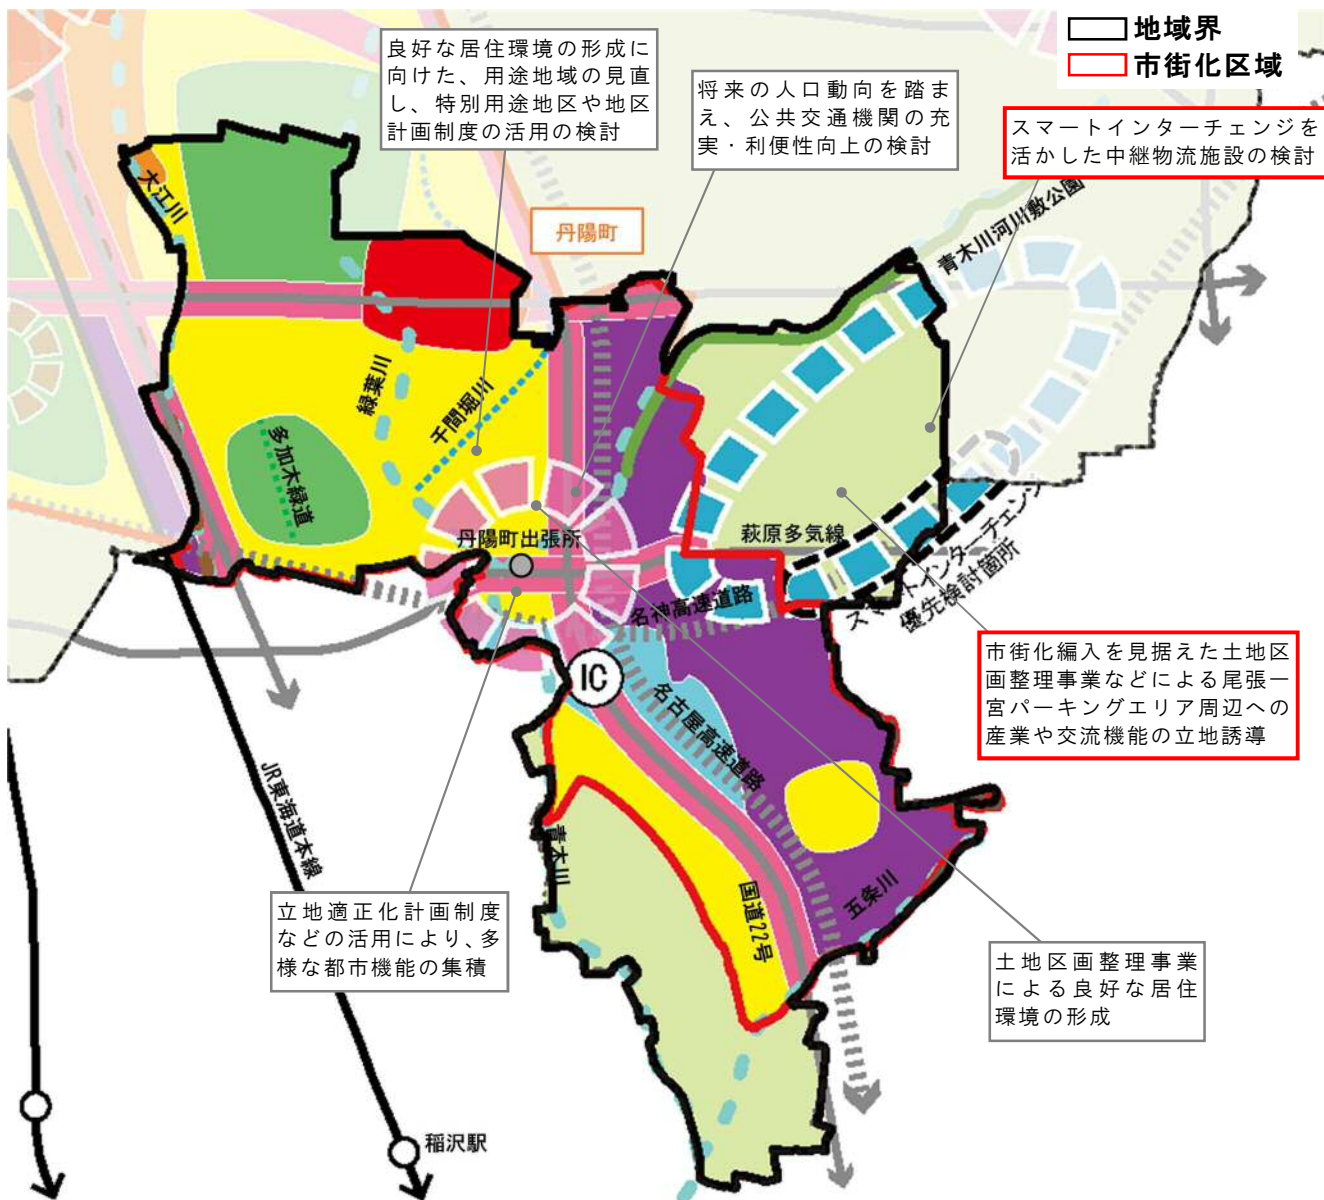 地域界
市街化区域
良好な居住環境の形成に
向けた、用途地域の見直
し、特別用途地区や地区
計画制度の活用の検討
将来の人口動向を踏ま
え、公共交通機関の充
実・利便性向上の検討
スマートインターチェンジを
活かした中継物流施設の検討
丹陽町
大江川
青木川河川敷公園
緑葉川
千間堀川
多加木緑道
丹陽町出張所
萩原多気線
名神高速道路
スマートインターチェンジ
優先検討箇所
IC
名古屋高速道路
市街化編入を見据えた土地区
画整理事業などによる尾張一
宮パーキングエリア周辺への
産業や交流機能の立地誘導
JR東海道本線
青木川
国道22号
五条川
立地適正化計画制度
などの活用により、多
様な都市機能の集積
土地区画整理事業
による良好な居住
環境の形成
稲沢駅